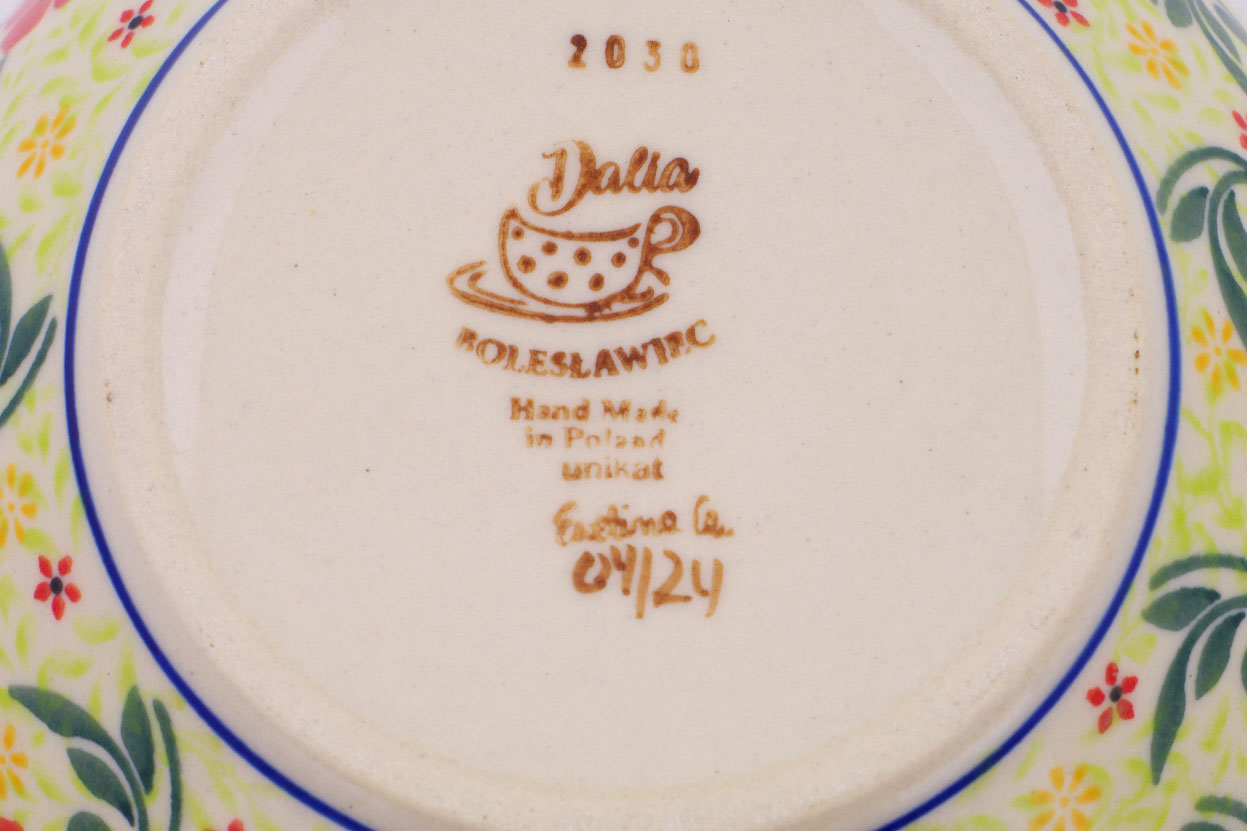 2030
Dalia
BOLESŁAWIEC
Hand Made
in Poland
unikat
04/24